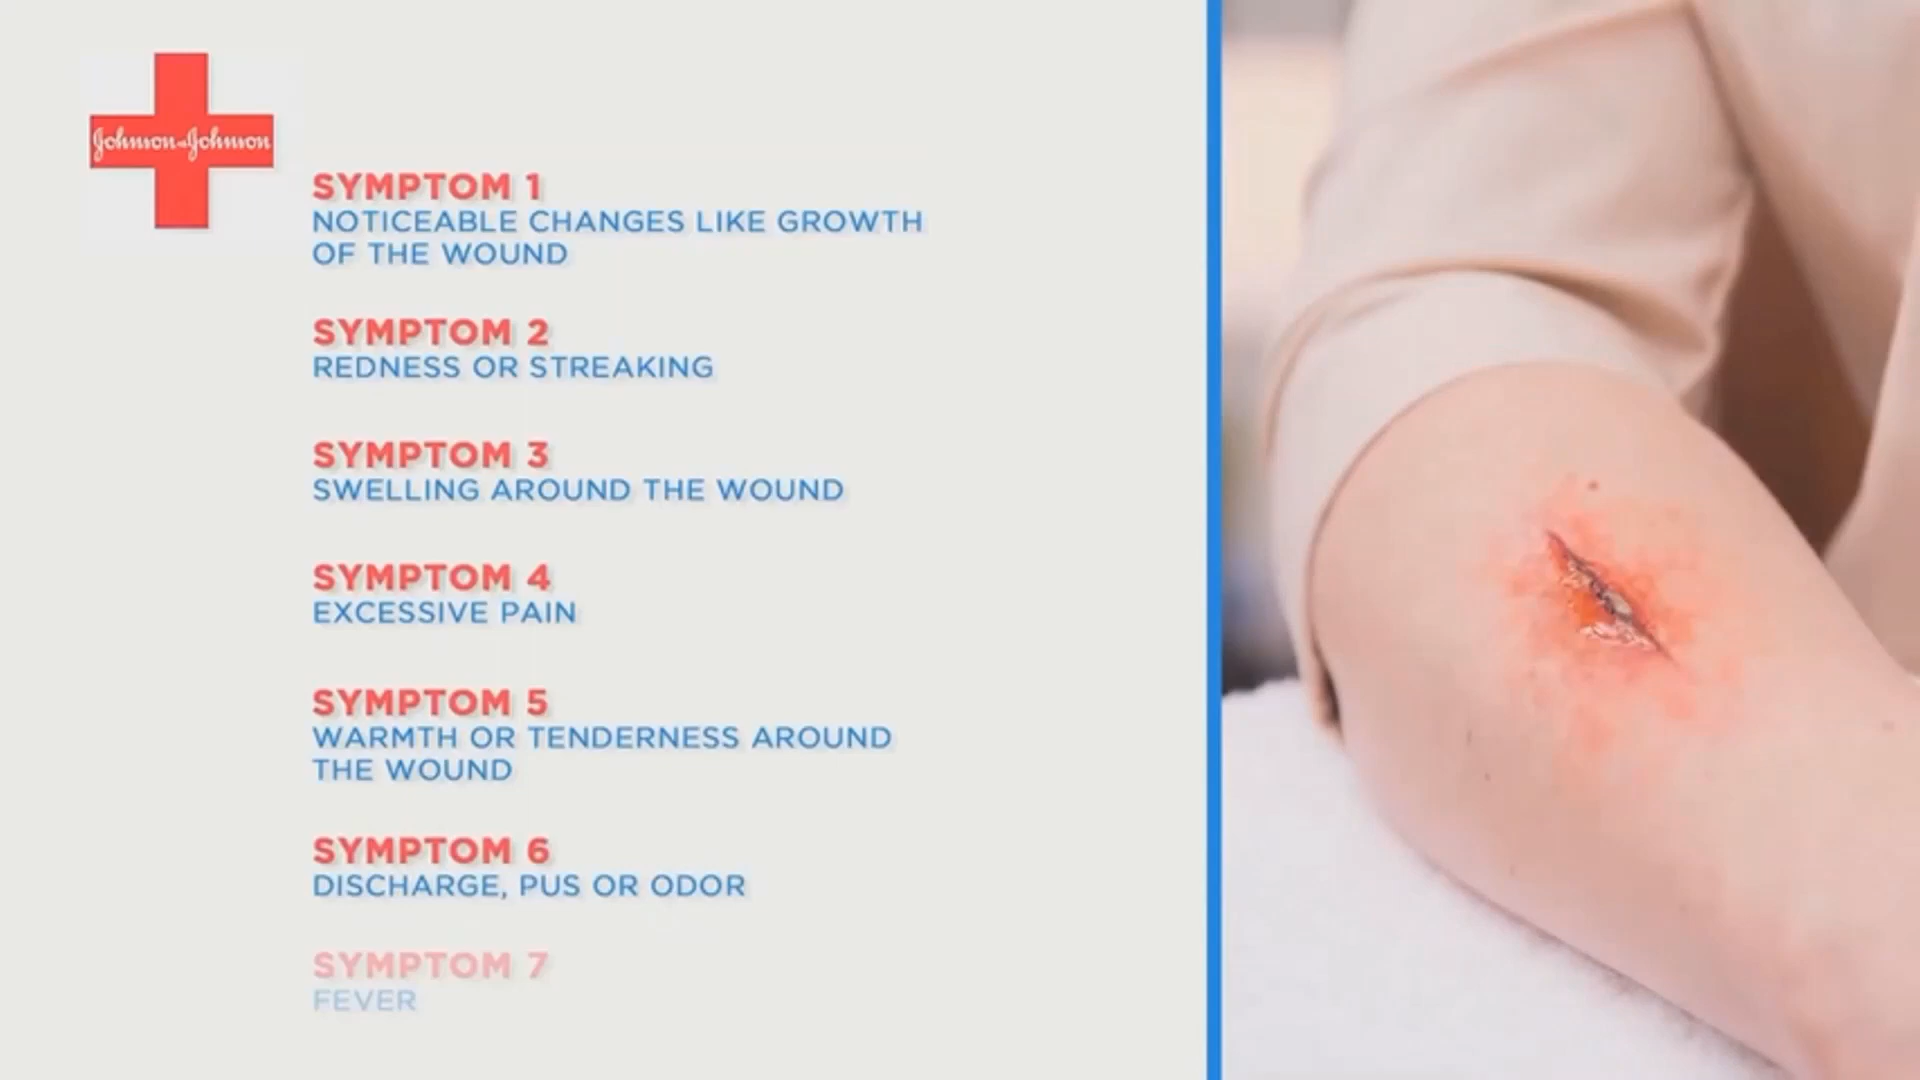 Johnson & Johnson
SYMPTOM 1
NOTICEABLE CHANGES LIKE GROWTH
OF THE WOUND
SYMPTOM 2
REDNESS OR STREAKING
SYMPTOM 3
SWELLING AROUND THE WOUND
SYMPTOM 4
EXCESSIVE PAIN
SYMPTOM 5
WARMTH OR TENDERNESS AROUND
THE WOUND
SYMPTOM 6
DISCHARGE, PUS OR ODOR
SYMPTOM 7
FEVER